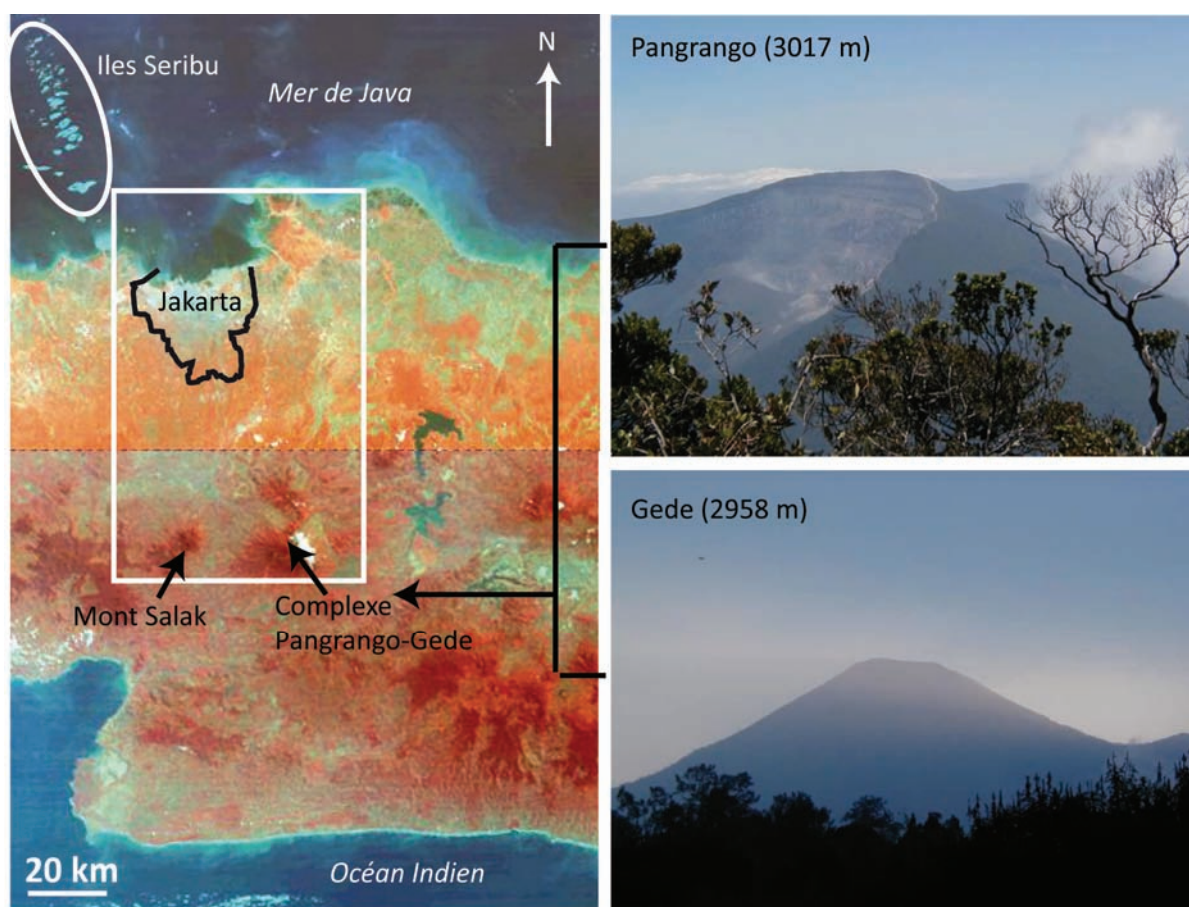 Iles Seribu
N
Mer de Java
Jakarta
Mont Salak
Complexe
Pangrango-Gede
20 km
Océan Indien
Pangrango (3017 m)
Gede (2958 m)